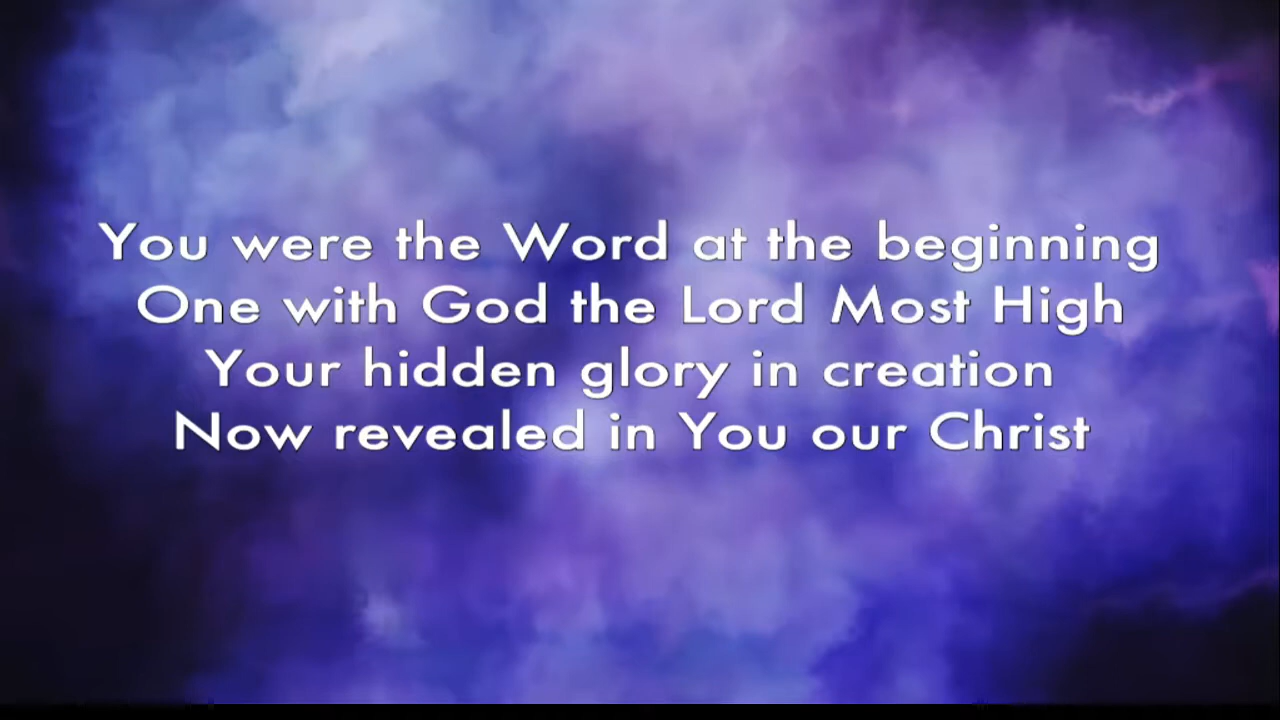 You were the Word at the beginning
One with God the Lord Most High
Your hidden glory in creation
Now revealed in You our Christ